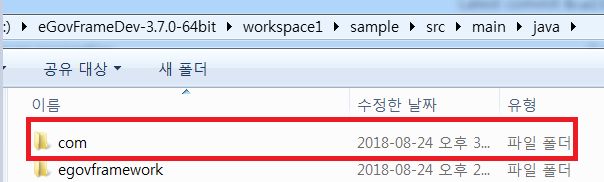 :) ▸ eGovFrameDev-3.7.0-64bit ▸ workspace1 ▸ sample ▸ src ▸ main ▸ java ▸
공유 대상 ▾ 새 폴더
이름 수정한 날짜 유형
com 2018-08-24 오후 3... 파일 폴더
egovframework 2018-08-24 오후 2... 파일 폴더